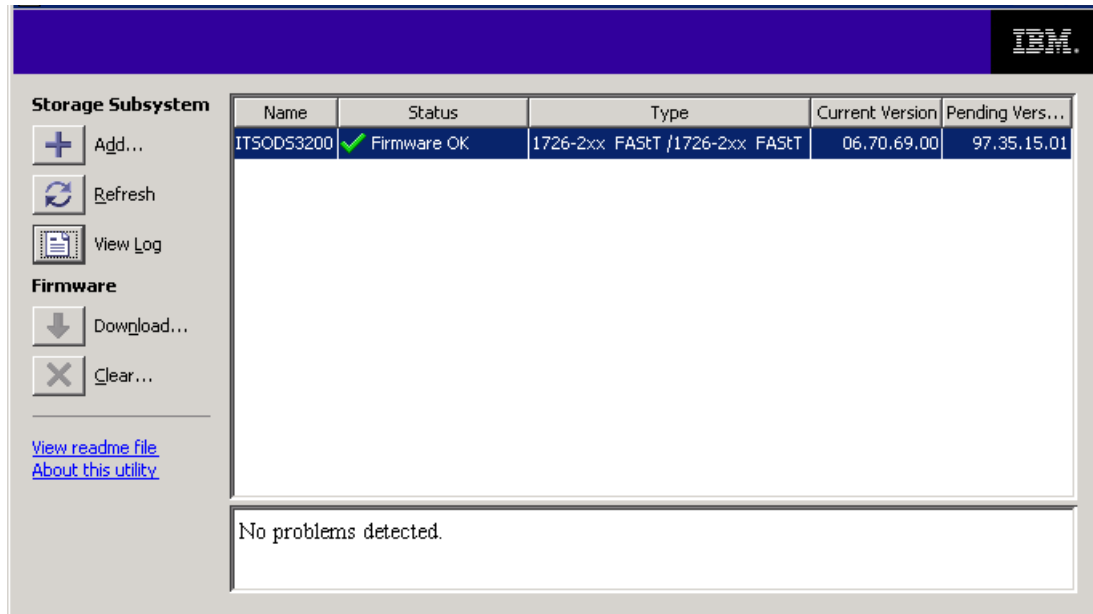 IBM.
Storage Subsystem
Add...
Refresh
View Log
Firmware
Download...
Clear...
View readme file
About this utility
Name Status Type Current Version Pending Vers...
ITSODS3200 Firmware OK 1726-2xx FAStT /1726-2xx FAStT 06.70.69.00 97.35.15.01
No problems detected.